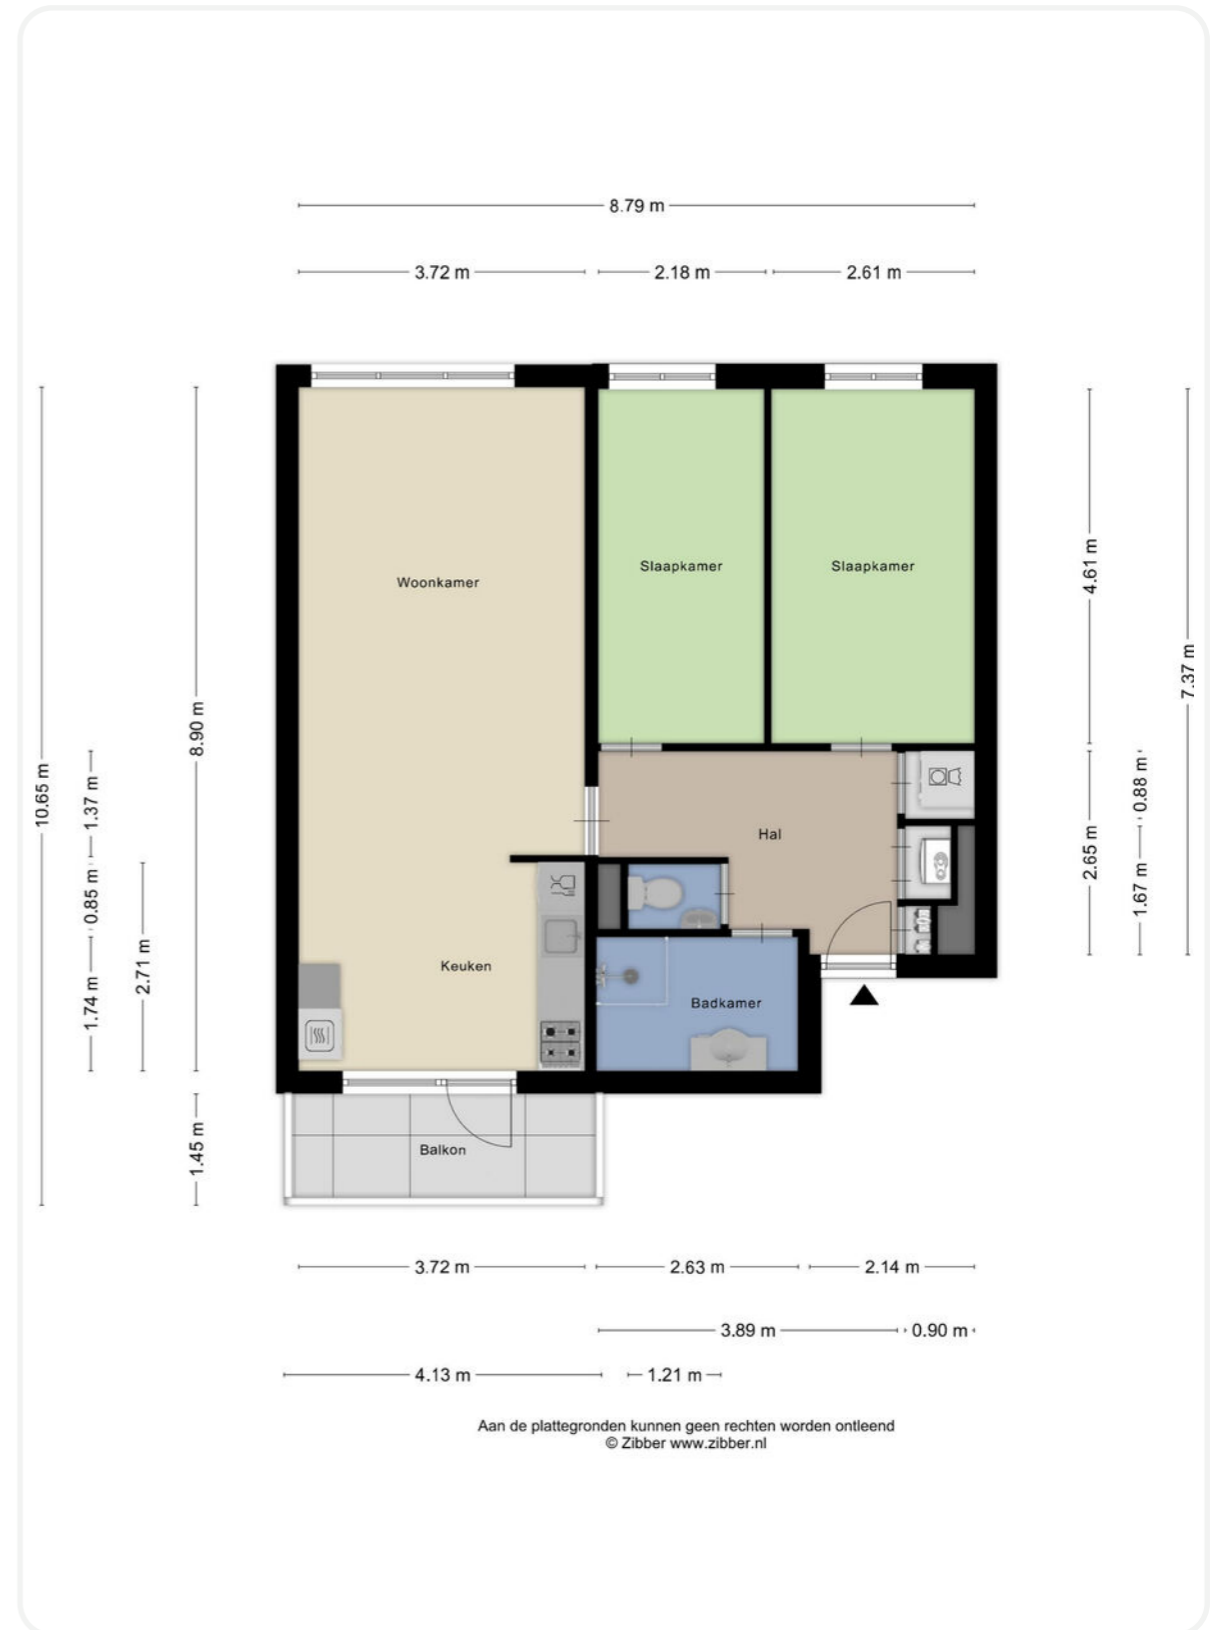 8.79 m
3.72 m
2.18 m
2.61 m
10.65 m
1.37 m
0.85 m
1.74 m
2.71 m
8.90 m
1.45 m
Woonkamer
Slaapkamer
Slaapkamer
Hal
Keuken
Badkamer
Balkon
4.61 m
2.65 m
0.88 m
1.67 m
7.37 m
3.72 m
2.63 m
2.14 m
3.89 m
0.90 m
4.13 m
1.21 m
Aan de plattegronden kunnen geen rechten worden ontleend
© Zibber www.zibber.nl